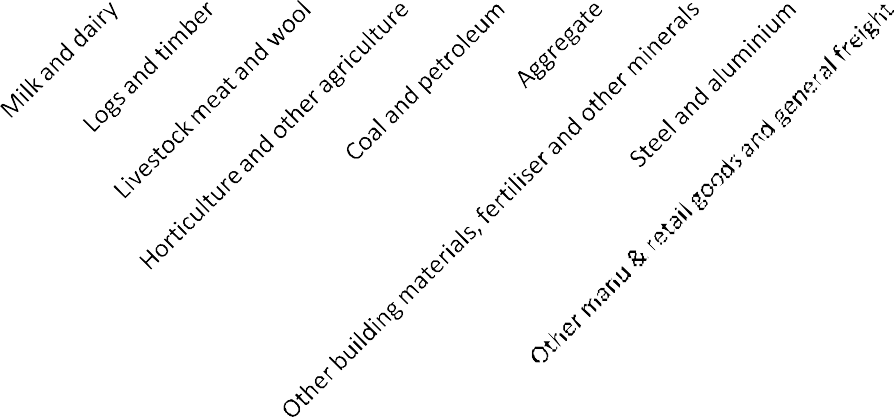 Milk and dairy
Logs and timber
Livestock meat and wool
Horticulture and other agriculture
Coal and petroleum
Aggregate
Other building materials, fertiliser and other minerals
Steel and aluminium
Other manu & retail goods and general freight